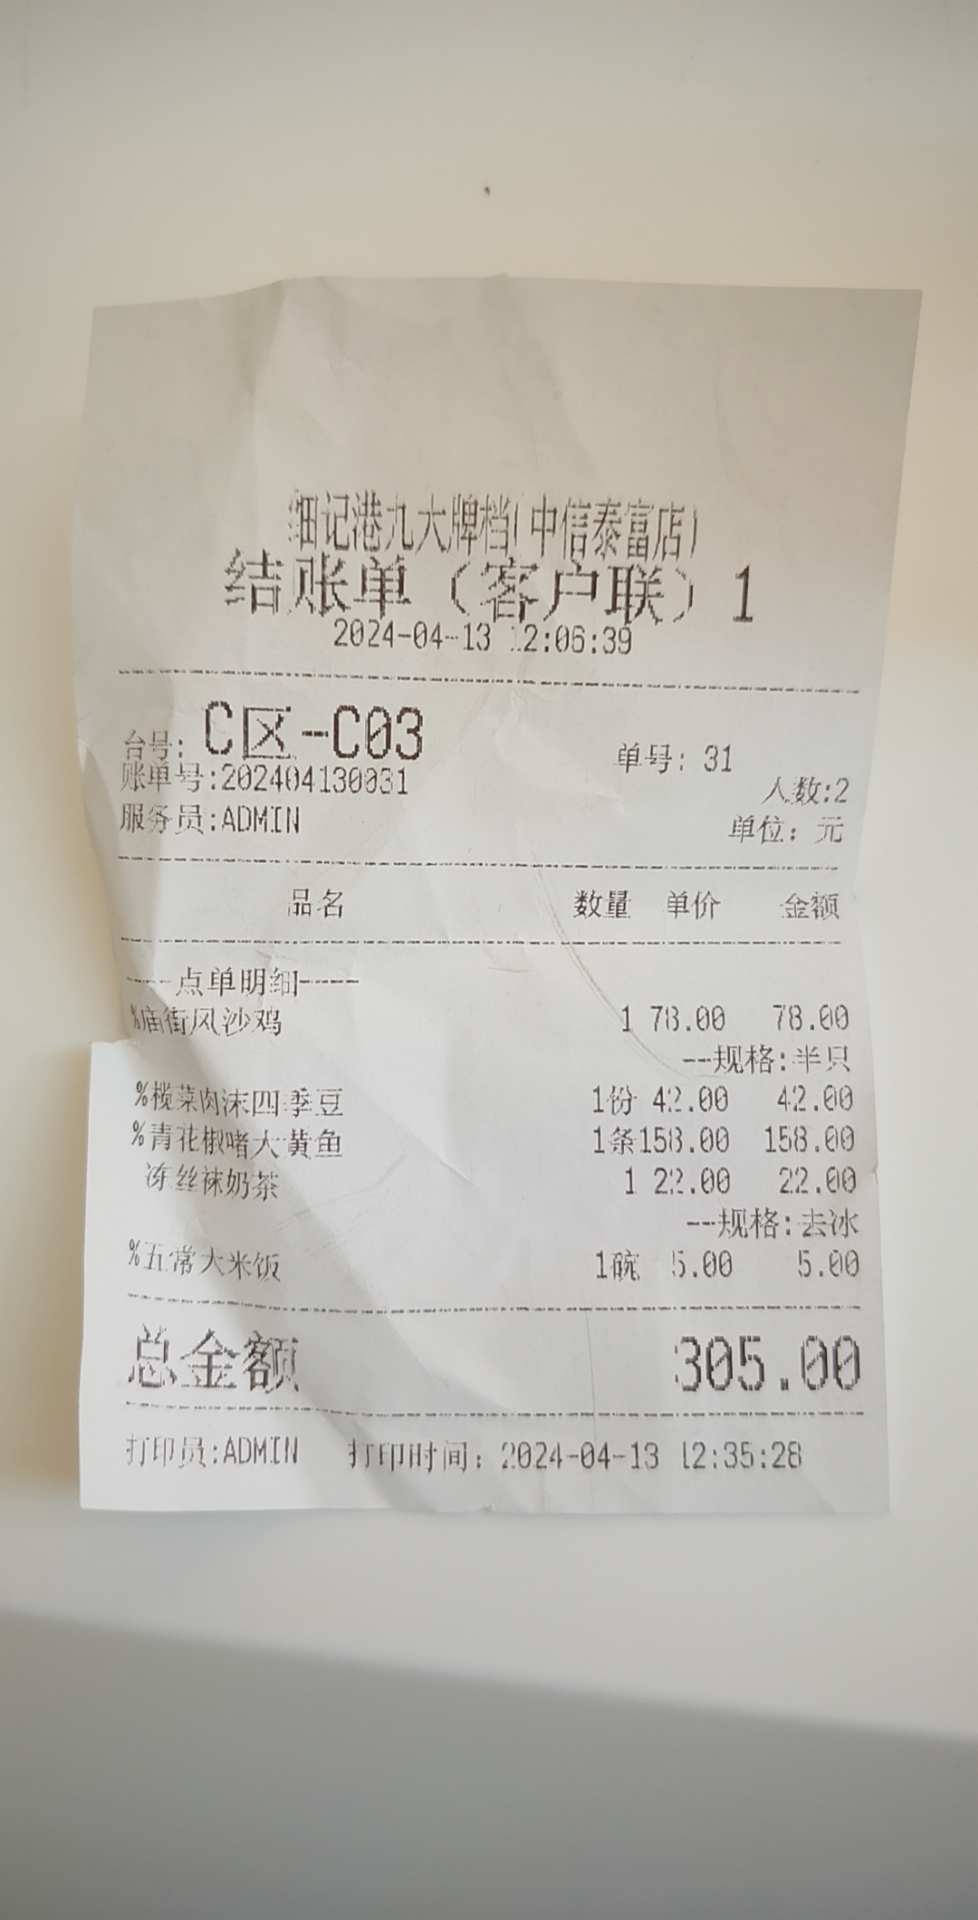 细记港九大牌档(中信泰富店)
结账单（客户联）1
2024-04-13 12:06:39
台号: C区-C03 单号: 31
账单号:202404130031
人数:2
服务员:ADMIN 单位: 元
品名 数量 单价 金额
----点单明细----
%庙街风沙鸡 1 78.00 78.00
--规格:半只
%榄菜肉沫四季豆 1份 42.00 42.00
%青花椒啫大黄鱼 1条158.00 158.00
冻丝袜奶茶 1 22.00 22.00
--规格:去冰
%五常大米饭 1碗 5.00 5.00
总金额 305.00
打印员:ADMIN 打印时间: 2024-04-13 12:35:28